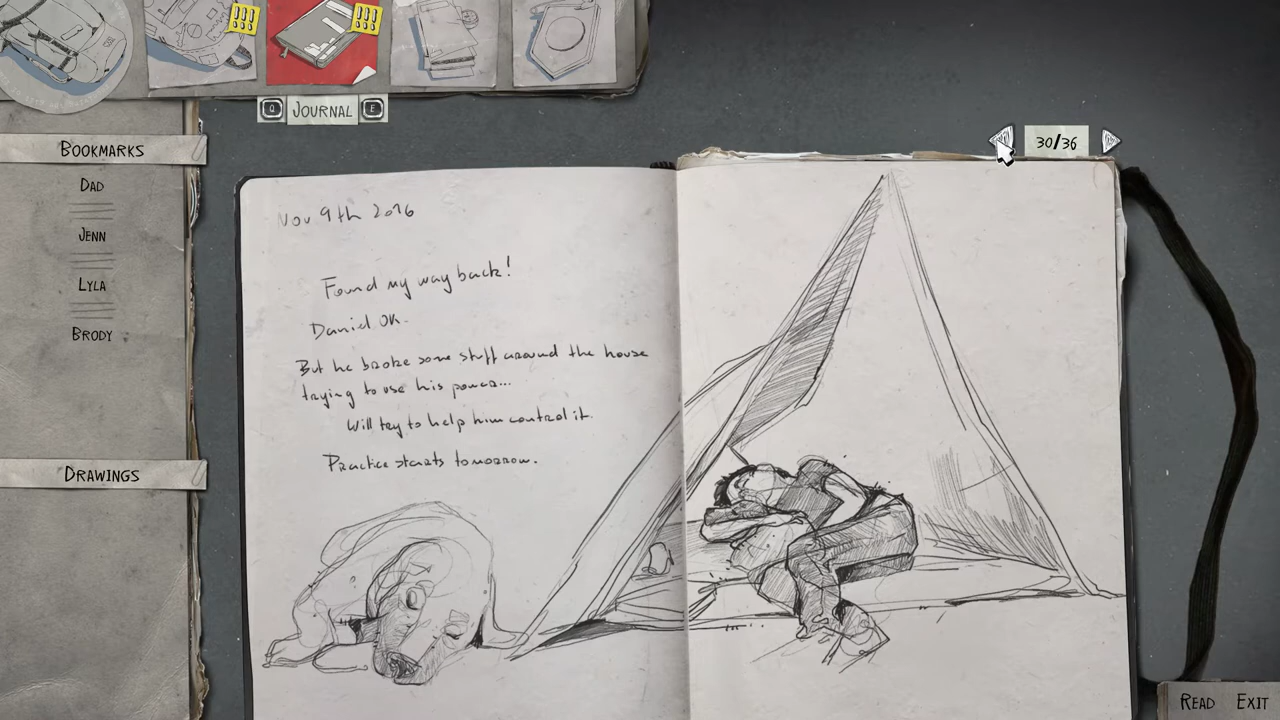 Q
JOURNAL
E
BOOKMARKS
DAD
JENN
LYLA
BRODY
DRAWINGS
30/36
Nov 9th 2016
Found my way back!
Daniel OK.
But he broke some stuff around the house
trying to use his power...
Will try to help him control it.
Practice starts tomorrow.
READ EXIT